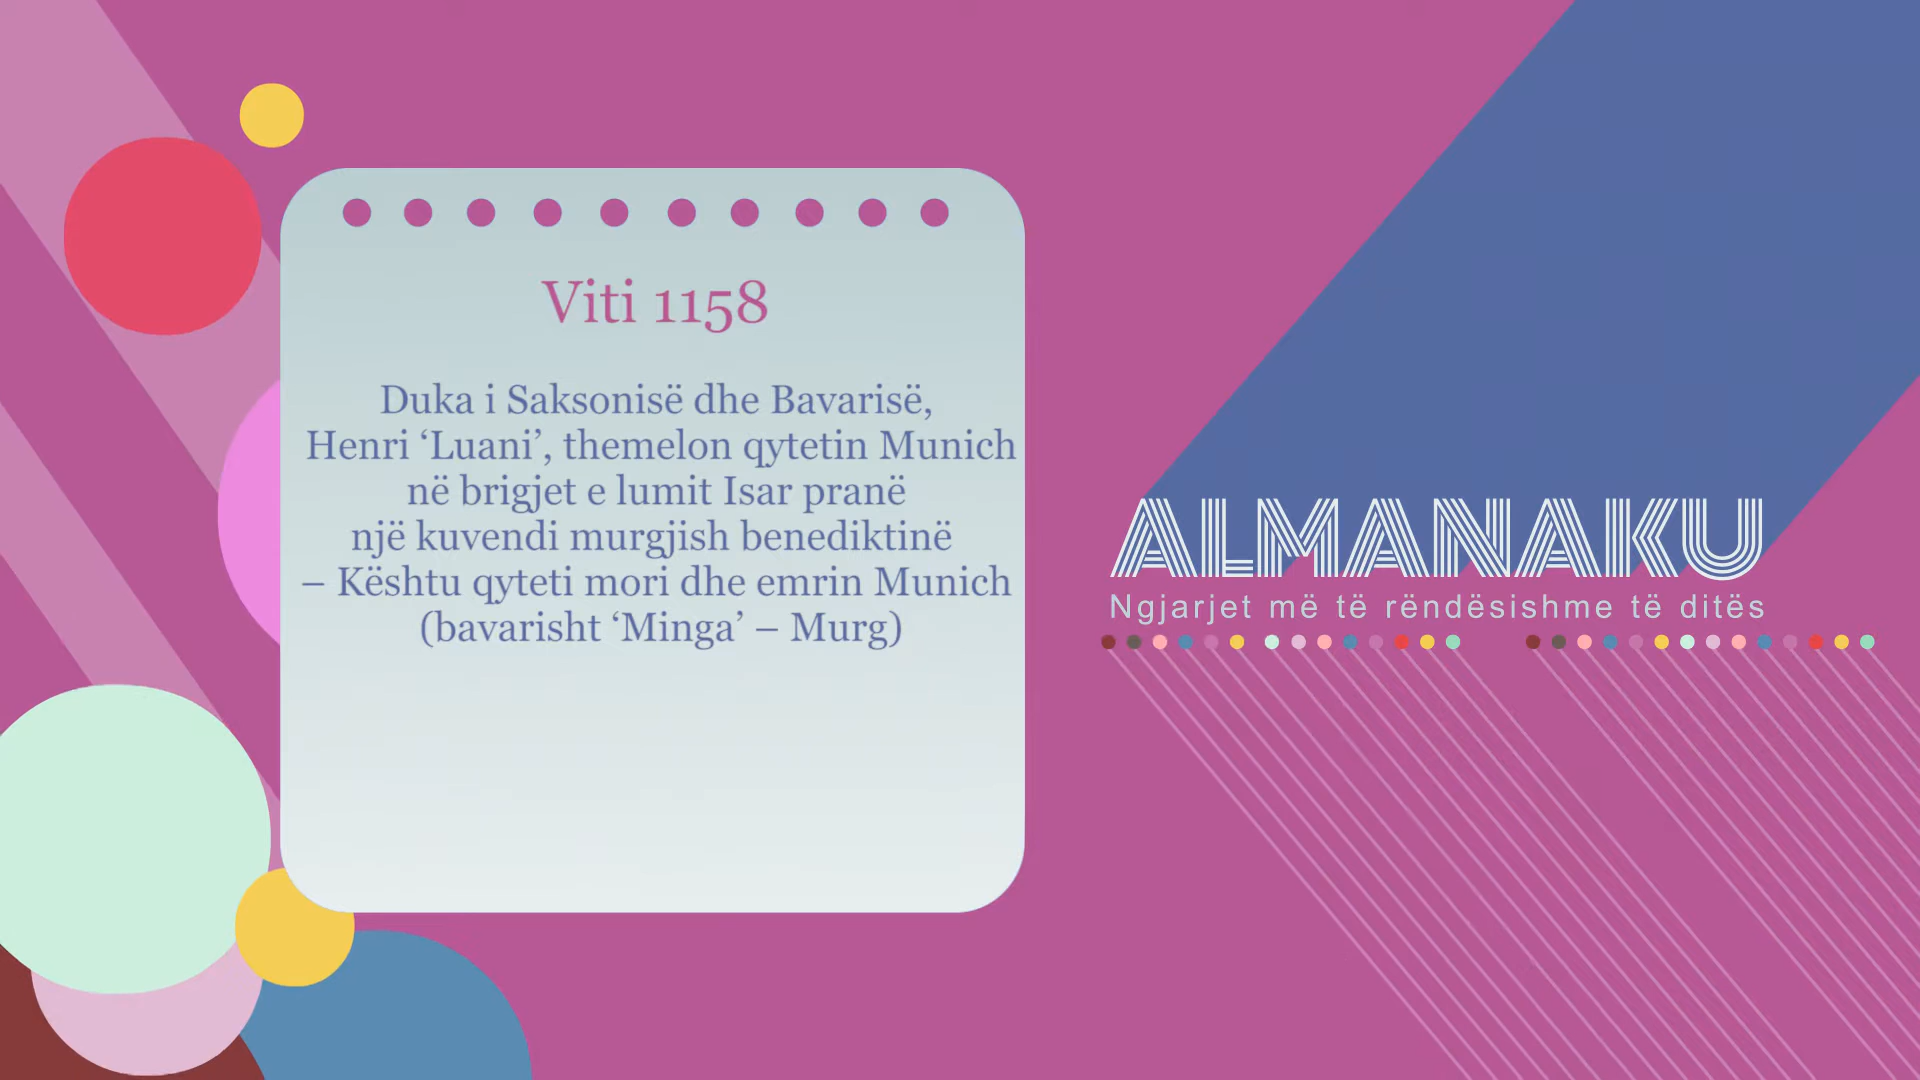 Viti 1158
Duka i Saksonisë dhe Bavarisë,
Henri ‘Luani’, themelon qytetin Munich
në brigjet e lumit Isar pranë
një kuvendi murgjish benediktinë
– Kështu qyteti mori dhe emrin Munich
(bavarisht ‘Minga’ – Murg)
ALMANAKU
Ngjarjet më të rëndësishme të ditës